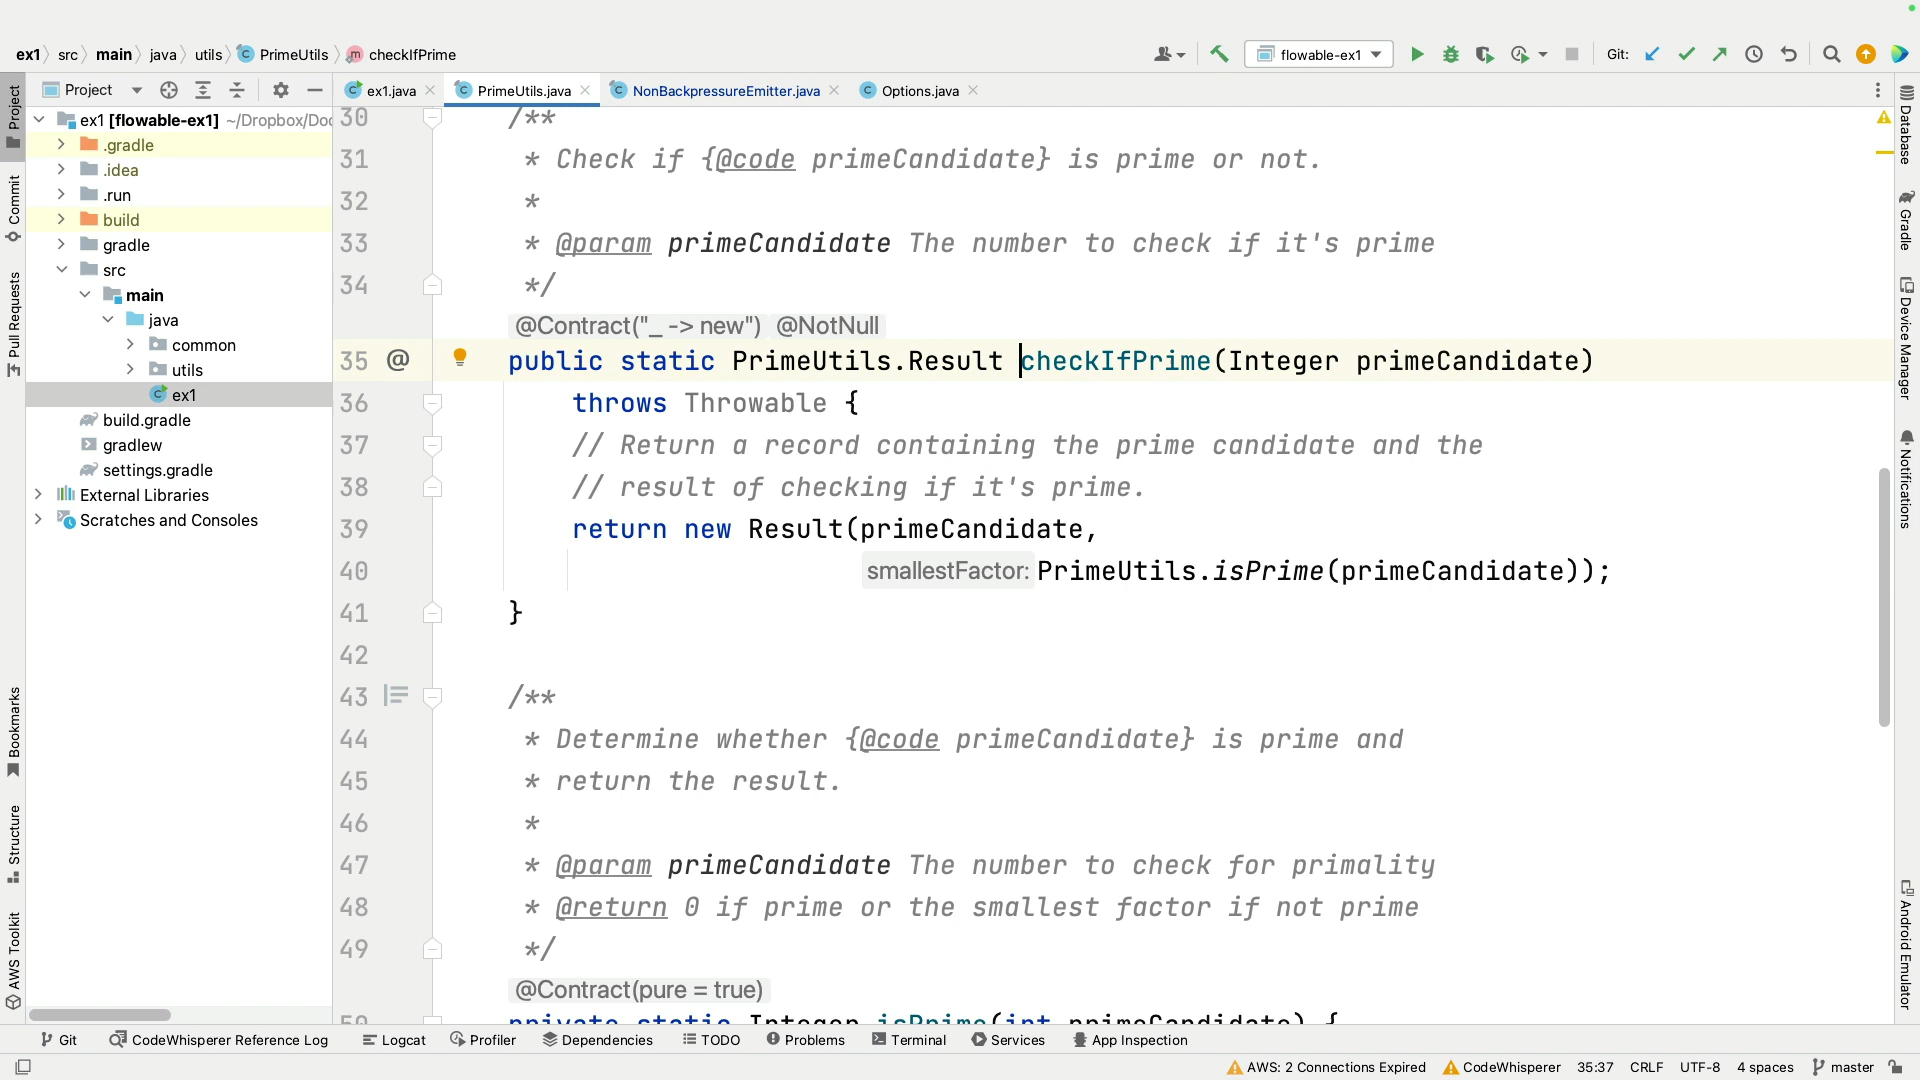 ex1 src main java utils PrimeUtils checkIfPrime
flowable-ex1
Git:
Project
ex1.java
PrimeUtils.java
NonBackpressureEmitter.java
Options.java
Project
Commit
Pull Requests
Bookmarks
Structure
AWS Toolkit
ex1 [flowable-ex1] ~/Dropbox/Doc
.gradle
.idea
.run
build
gradle
src
main
java
common
utils
ex1
build.gradle
gradlew
settings.gradle
External Libraries
Scratches and Consoles
30 /**
31 * Check if {@code primeCandidate} is prime or not.
32 *
33 * @param primeCandidate The number to check if it's prime
34 */
@Contract("_ -> new") @NotNull
35 @ public static PrimeUtils.Result checkIfPrime(Integer primeCandidate)
36 throws Throwable {
37 // Return a record containing the prime candidate and the
38 // result of checking if it's prime.
39 return new Result(primeCandidate,
40 smallestFactor: PrimeUtils.isPrime(primeCandidate));
41 }
42
43 /**
44 * Determine whether {@code primeCandidate} is prime and
45 * return the result.
46 *
47 * @param primeCandidate The number to check for primality
48 * @return 0 if prime or the smallest factor if not prime
49 */
@Contract(pure = true)
50 private static Integer isPrime(int primeCandidate) {
Database
Gradle
Device Manager
Notifications
Android Emulator
Git
CodeWhisperer Reference Log
Logcat
Profiler
Dependencies
TODO
Problems
Terminal
Services
App Inspection
AWS: 2 Connections Expired
CodeWhisperer
35:37
CRLF
UTF-8
4 spaces
master